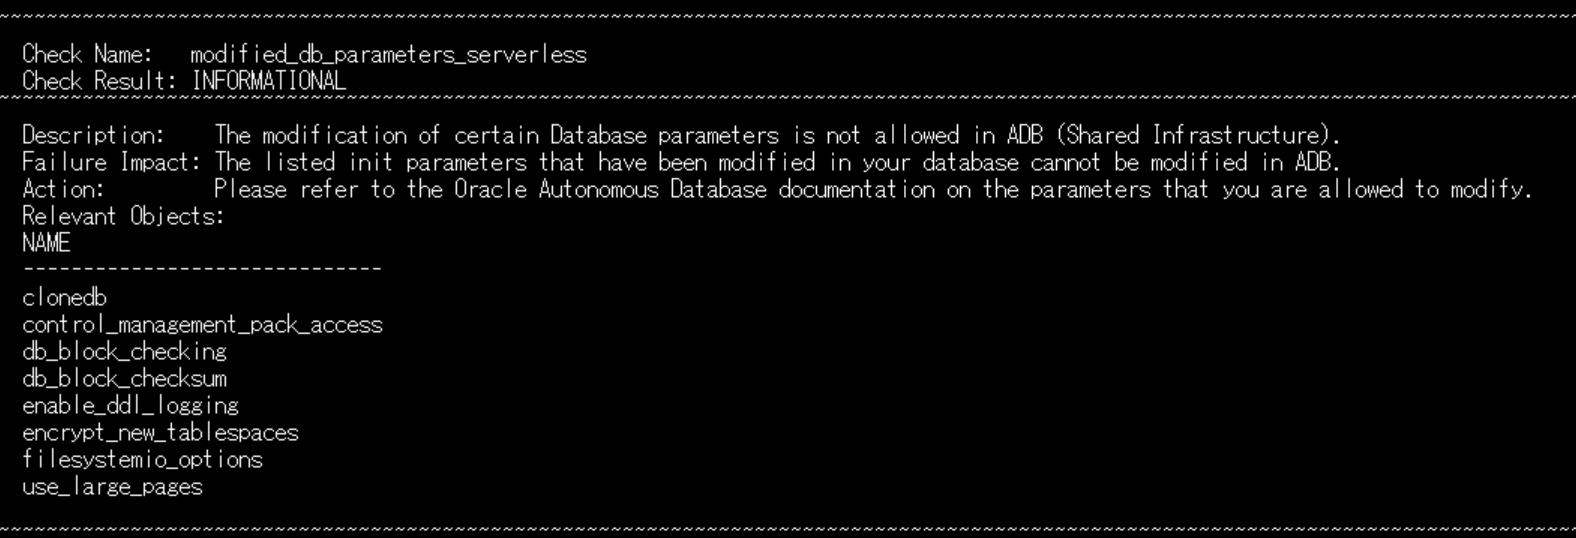 Check Name:   modified_db_parameters_serverless
Check Result: INFORMATIONAL
Description:    The modification of certain Database parameters is not allowed in ADB (Shared Infrastructure).
Failure Impact: The listed init parameters that have been modified in your database cannot be modified in ADB.
Action:         Please refer to the Oracle Autonomous Database documentation on the parameters that you are allowed to modify.
Relevant Objects:
NAME
------------------------------
clonedb
control_management_pack_access
db_block_checking
db_block_checksum
enable_ddl_logging
encrypt_new_tablespaces
filesystemio_options
use_large_pages